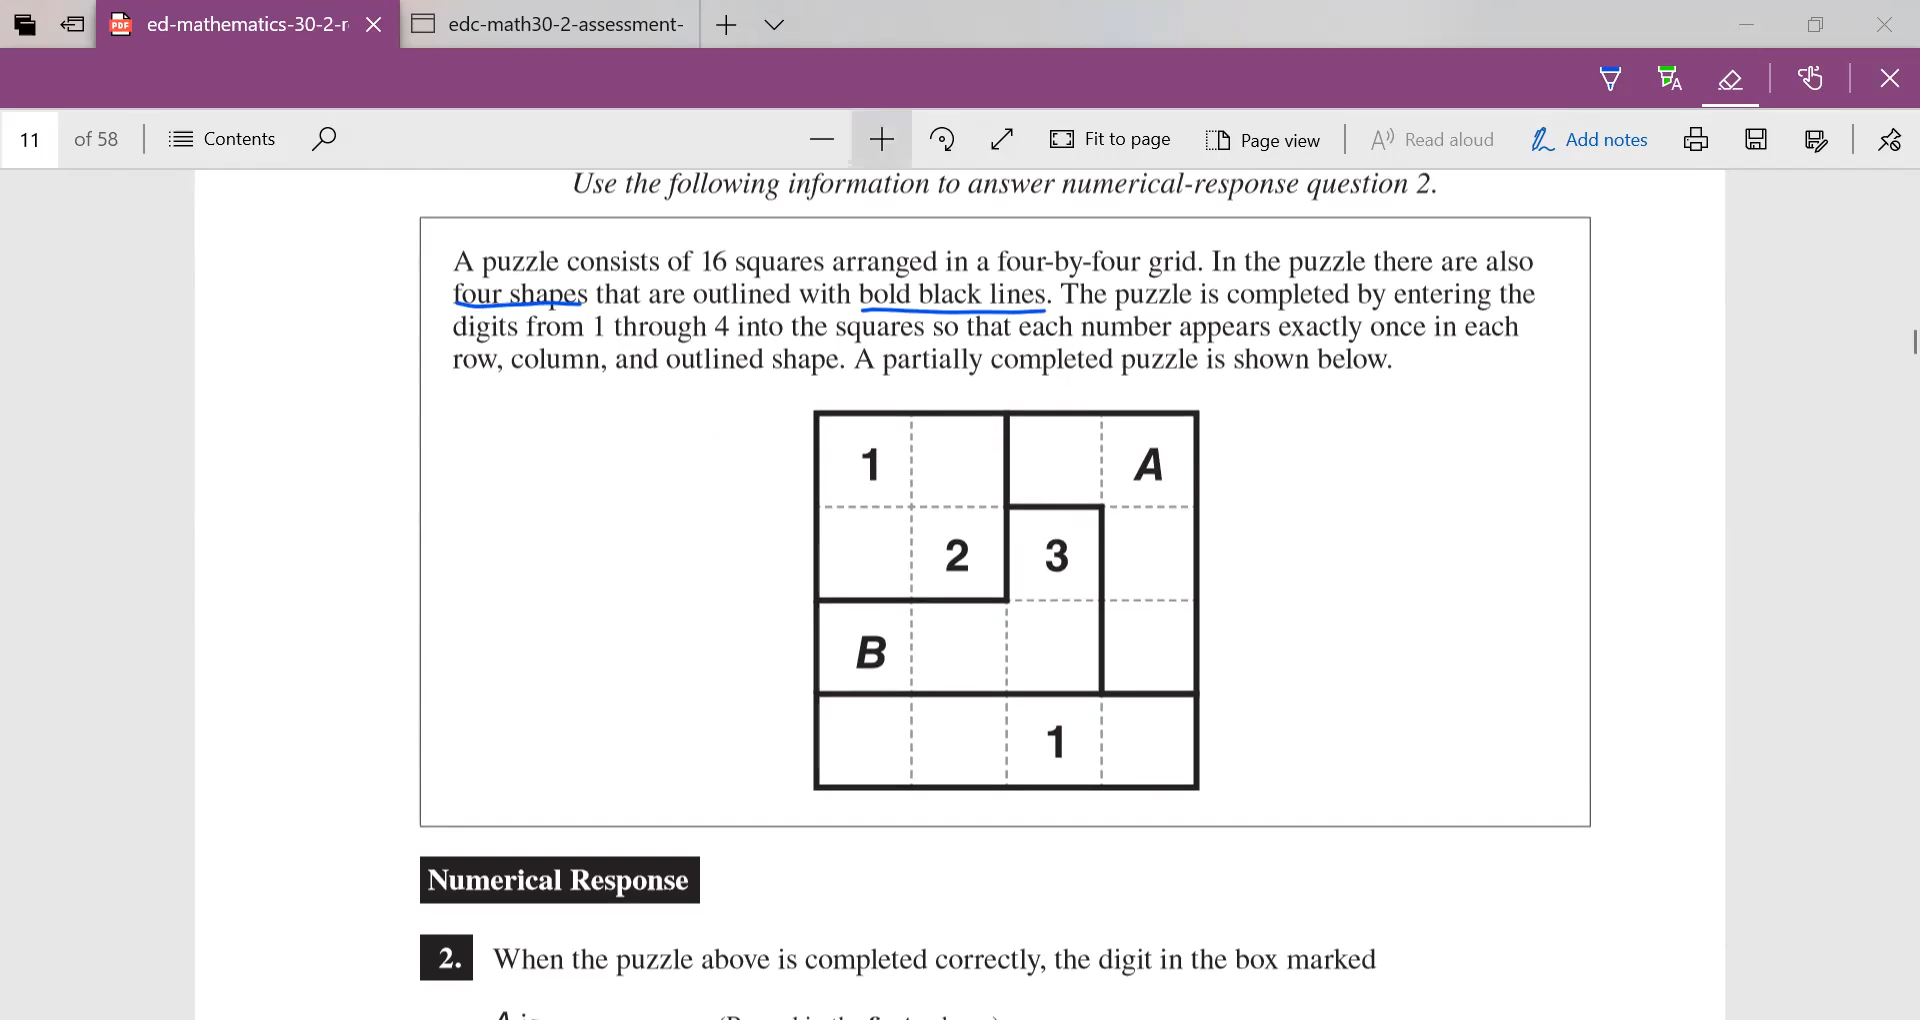 ed-mathematics-30-2-r
edc-math30-2-assessment-
11 of 58 Contents Fit to page Page view Read aloud Add notes
Use the following information to answer numerical-response question 2.
A puzzle consists of 16 squares arranged in a four-by-four grid. In the puzzle there are also
four shapes that are outlined with bold black lines. The puzzle is completed by entering the
digits from 1 through 4 into the squares so that each number appears exactly once in each
row, column, and outlined shape. A partially completed puzzle is shown below.
1 A
2 3
B
1
Numerical Response
2. When the puzzle above is completed correctly, the digit in the box marked
A is